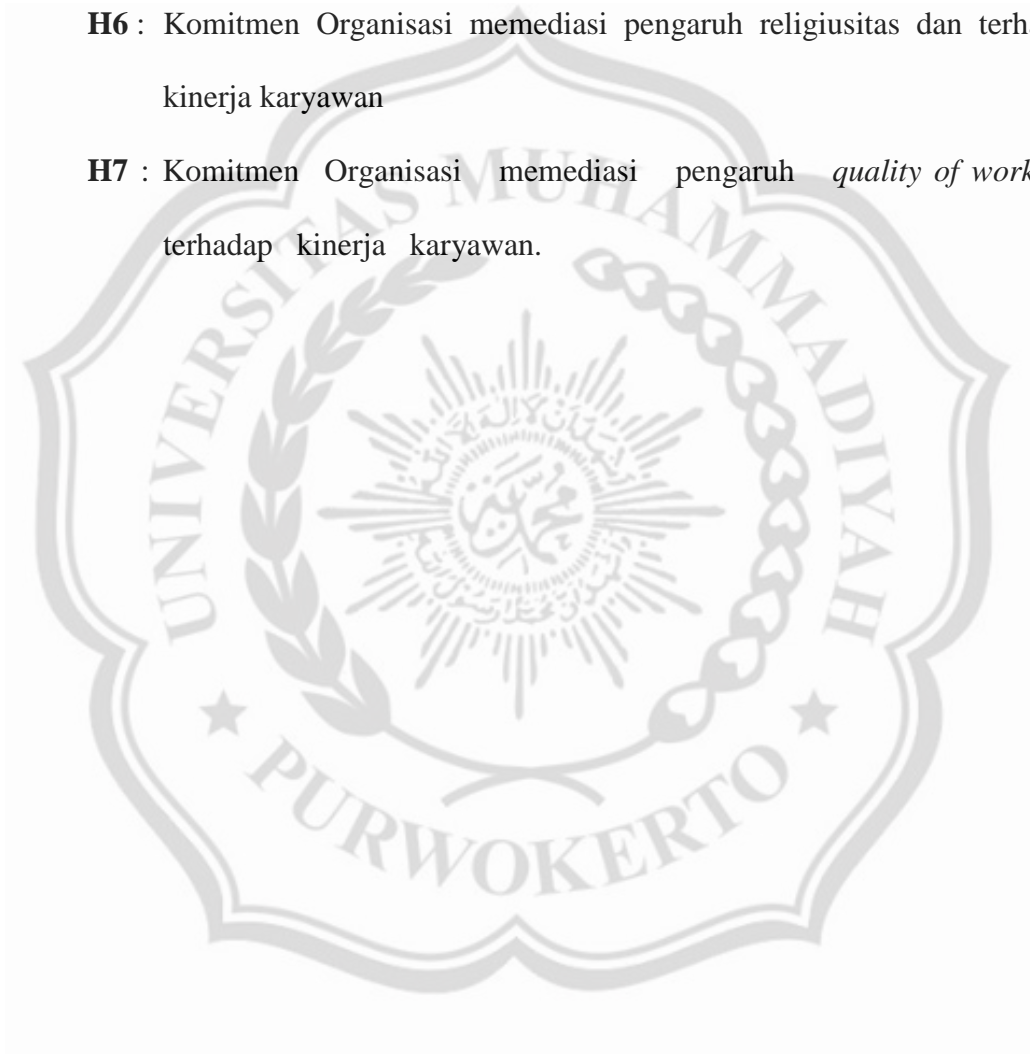 H6 : Komitmen Organisasi memediasi pengaruh religiusitas dan terha
kinerja karyawan
H7 : Komitmen Organisasi memediasi pengaruh quality of work
terhadap kinerja karyawan.
UNIVERSITAS MUHAMMADIYAH
PURWOKERTO